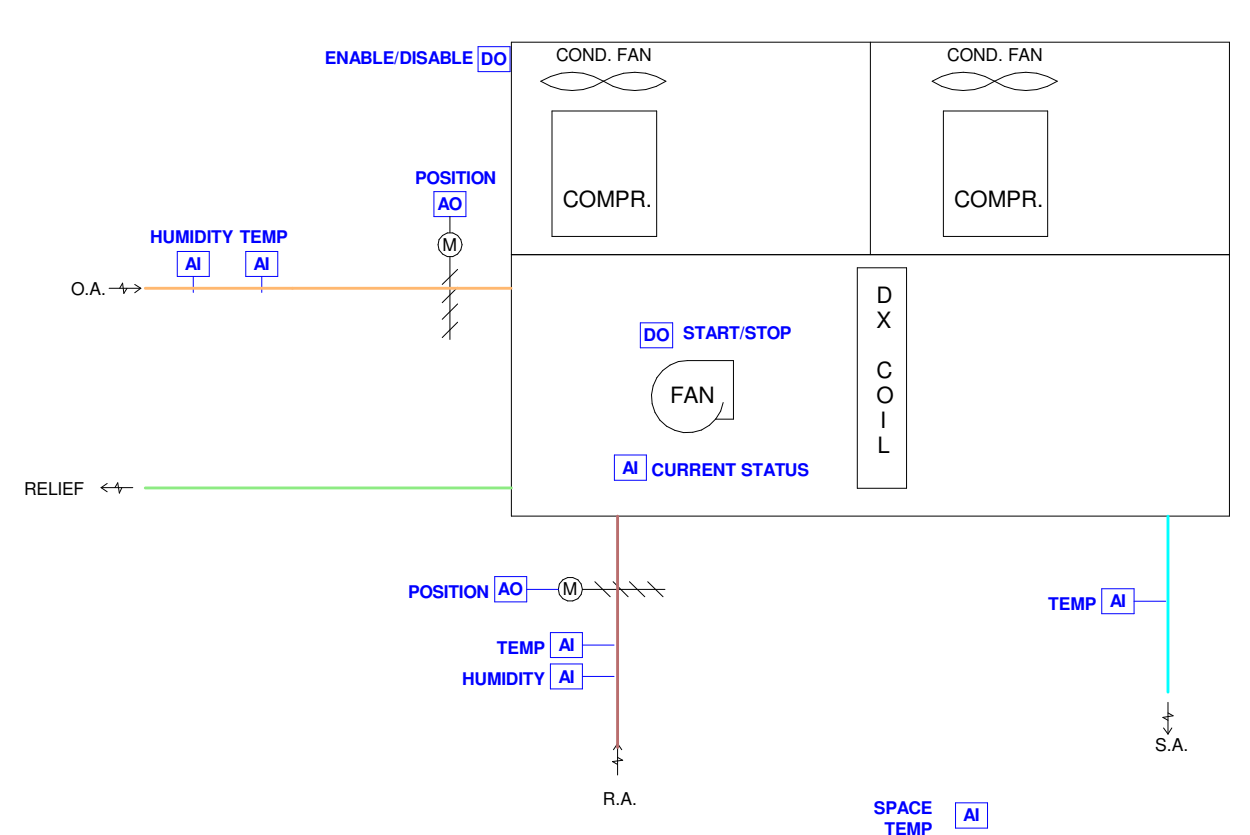 ENABLE/DISABLE DO
COND. FAN
COND. FAN
COMPR.
COMPR.
POSITION
AO
M
HUMIDITY TEMP
AI AI
O.A.
DO START/STOP
FAN
AI CURRENT STATUS
D
X
C
O
I
L
RELIEF
POSITION AO M
TEMP AI
HUMIDITY AI
R.A.
TEMP AI
S.A.
SPACE
TEMP
AI